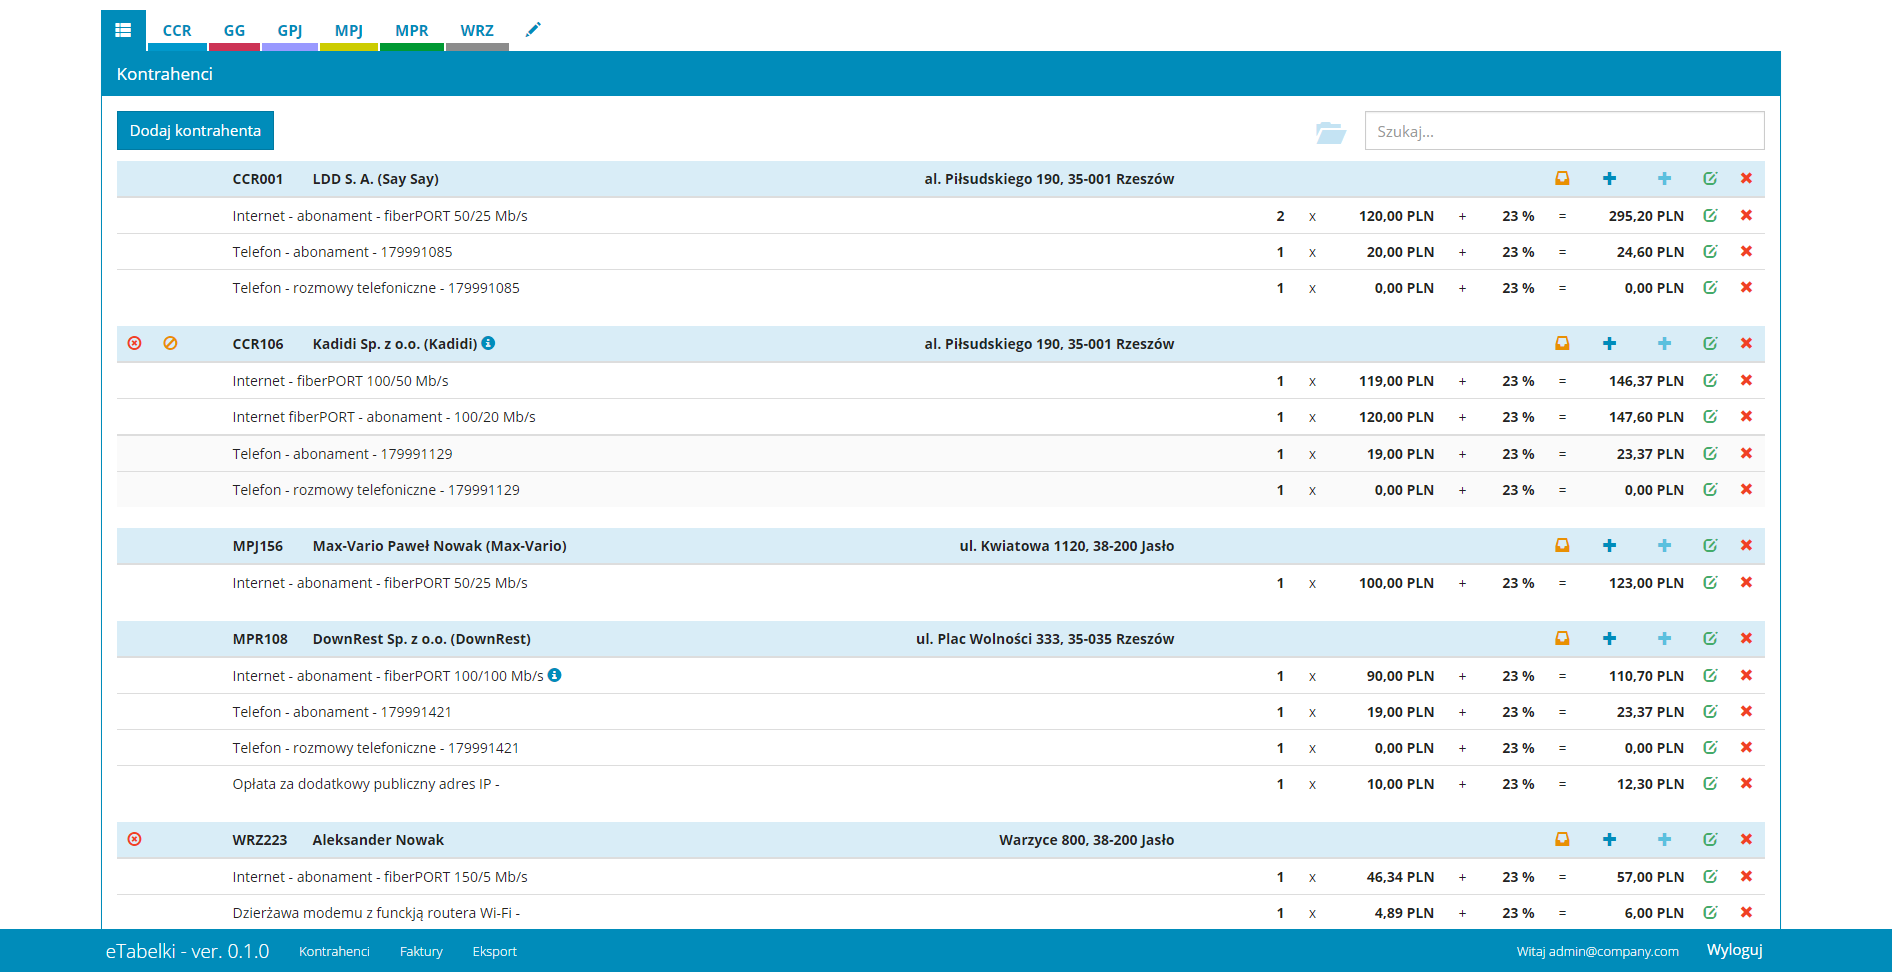 CCR GG GPJ MPJ MPR WRZ
Kontrahenci
Dodaj kontrahenta Szukaj...
CCR001 LDD S. A. (Say Say) al. Piłsudskiego 190, 35-001 Rzeszów
Internet - abonament - fiberPORT 50/25 Mb/s 2 x 120,00 PLN + 23 % = 295,20 PLN
Telefon - abonament - 179991085 1 x 20,00 PLN + 23 % = 24,60 PLN
Telefon - rozmowy telefoniczne - 179991085 1 x 0,00 PLN + 23 % = 0,00 PLN
CCR106 Kadidi Sp. z o.o. (Kadidi) al. Piłsudskiego 190, 35-001 Rzeszów
Internet - fiberPORT 100/50 Mb/s 1 x 119,00 PLN + 23 % = 146,37 PLN
Internet fiberPORT - abonament - 100/20 Mb/s 1 x 120,00 PLN + 23 % = 147,60 PLN
Telefon - abonament - 179991129 1 x 19,00 PLN + 23 % = 23,37 PLN
Telefon - rozmowy telefoniczne - 179991129 1 x 0,00 PLN + 23 % = 0,00 PLN
MPJ156 Max-Vario Paweł Nowak (Max-Vario) ul. Kwiatowa 1120, 38-200 Jasło
Internet - abonament - fiberPORT 50/25 Mb/s 1 x 100,00 PLN + 23 % = 123,00 PLN
MPR108 DownRest Sp. z o.o. (DownRest) ul. Plac Wolności 333, 35-035 Rzeszów
Internet - abonament - fiberPORT 100/100 Mb/s 1 x 90,00 PLN + 23 % = 110,70 PLN
Telefon - abonament - 179991421 1 x 19,00 PLN + 23 % = 23,37 PLN
Telefon - rozmowy telefoniczne - 179991421 1 x 0,00 PLN + 23 % = 0,00 PLN
Opłata za dodatkowy publiczny adres IP - 1 x 10,00 PLN + 23 % = 12,30 PLN
WRZ223 Aleksander Nowak Warzyce 800, 38-200 Jasło
Internet - abonament - fiberPORT 150/5 Mb/s 1 x 46,34 PLN + 23 % = 57,00 PLN
Dzierżawa modemu z funckją routera Wi-Fi - 1 x 4,89 PLN + 23 % = 6,00 PLN
eTabelki - ver. 0.1.0 Kontrahenci Faktury Eksport Witaj admin@company.com Wyloguj